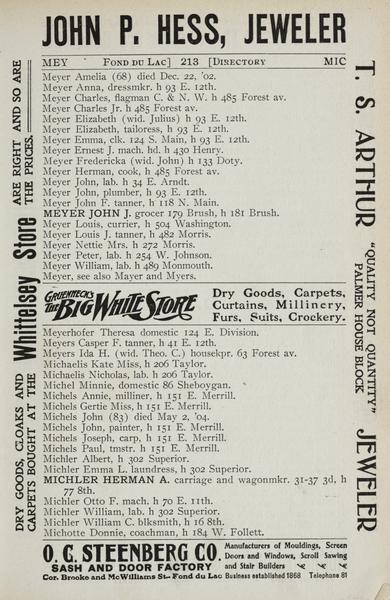 JOHN P. HESS, JEWELER
MEY FOND DU LAC] 213 [DIRECTORY MIC
Meyer Amelia (68) died Dec. 22, '02.
Meyer Anna, dressmkr. h 93 E. 12th.
Meyer Charles, flagman C. & N. W. h 485 Forest av.
Meyer Charles Jr. h 485 Forest av.
Meyer Elizabeth (wid. Julius) h 93 E. 12th.
Meyer Elizabeth, tailoress, h 93 E. 12th.
Meyer Emma, clk. 124 S. Main, h 93 E. 12th.
Meyer Ernest J. mach. hd. h 430 Henry.
Meyer Fredericka (wid. John) h 133 Doty.
Meyer Herman, cook, h 485 Forest av.
Meyer John, lab. h 34 E. Arndt.
Meyer John, plumber, h 93 E. 12th.
Meyer John F. tanner, h 118 N. Main.
MEYER JOHN J. grocer 179 Brush, h 181 Brush.
Meyer Louis, currier, h 504 Washington.
Meyer Louis J. tanner, h 482 Morris.
Meyer Nettie Mrs. h 272 Morris.
Meyer Peter, lab. h 254 W. Johnson.
Meyer William, lab. h 489 Monmouth.
Meyer, see also Mayer and Myers.
GRUENHECK'S THE BIG WHITE STORE
Dry Goods, Carpets,
Curtains, Millinery,
Furs, Suits, Crockery.
Meyerhofer Theresa domestic 124 E. Division.
Meyers Casper F. tanner, h 41 E. 12th.
Meyers Ida H. (wid. Theo. C.) housekpr. 63 Forest av.
Michaelis Kate Miss, h 206 Taylor.
Michaelis Nicholas, lab. h 206 Taylor.
Michel Minnie, domestic 86 Sheboygan.
Michels Annie, milliner, h 151 E. Merrill.
Michels Gertie Miss, h 151 E. Merrill.
Michels John (83) died May 2, '04.
Michels John, painter, h 151 E. Merrill.
Michels Joseph, carp, h 151 E. Merrill.
Michels Paul, tmstr. h 151 E. Merrill.
Michler Albert, h 302 Superior.
Michler Emma L. laundress, h 302 Superior.
MICHLER HERMAN A. carriage and wagonmkr. 31-37 3d, h
77 8th.
Michler Otto F. mach. h 70 E. 11th.
Michler William, lab. h 302 Superior.
Michler William C. blksmith, h 16 8th.
Michotte Donnie, coachman, h 184 W. Follett.
O. C. STEENBERG CO.
SASH AND DOOR FACTORY
Cor. Brooke and McWilliams St. Fond du Lac
Manufacturers of Mouldings, Screen
Doors and Windows, Scroll Sawing
and Stair Builders
Business established 1868 Telephone 81
DRY GOODS, CLOAKS AND
CARPETS BOUGHT AT THE
Whittelsey Store
ARE RIGHT AND SO ARE
THE PRICES.
T. S. ARTHUR
"QUALITY NOT QUANTITY"
PALMER HOUSE BLOCK
JEWELER